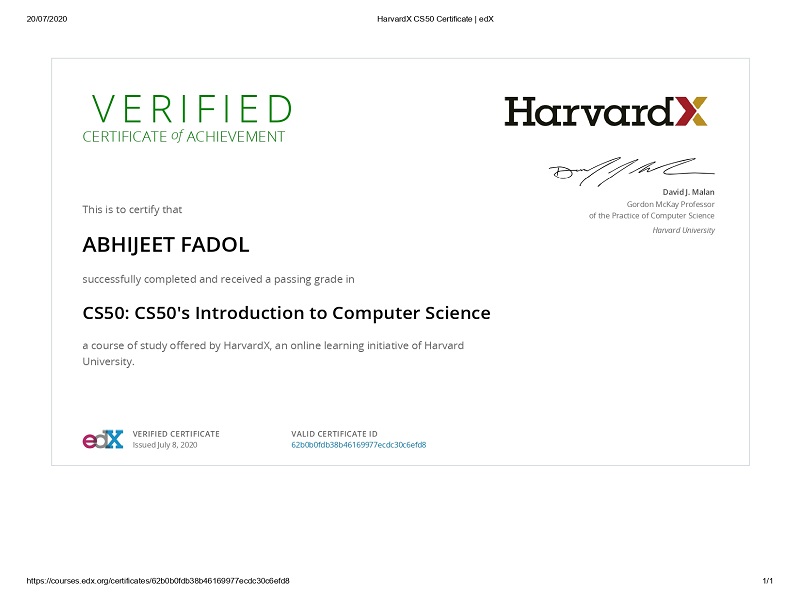 20/07/2020 HarvardX CS50 Certificate | edX
VERIFIED
CERTIFICATE of ACHIEVEMENT
HarvardX
David J. Malan
Gordon McKay Professor
of the Practice of Computer Science
Harvard University
This is to certify that
ABHIJEET FADOL
successfully completed and received a passing grade in
CS50: CS50's Introduction to Computer Science
a course of study offered by HarvardX, an online learning initiative of Harvard
University.
edX
VERIFIED CERTIFICATE
Issued July 8, 2020
VALID CERTIFICATE ID
62b0b0fdb38b46169977ecdc30c6efd8
https://courses.edx.org/certificates/62b0b0fdb38b46169977ecdc30c6efd8 1/1